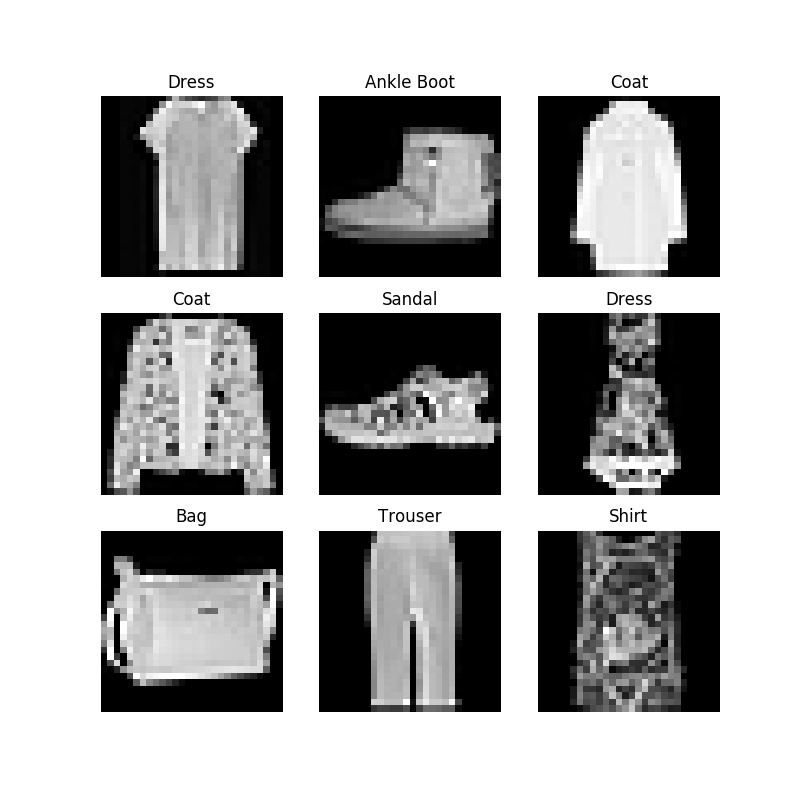 Dress
Ankle Boot
Coat
Coat
Sandal
Dress
Bag
Trouser
Shirt